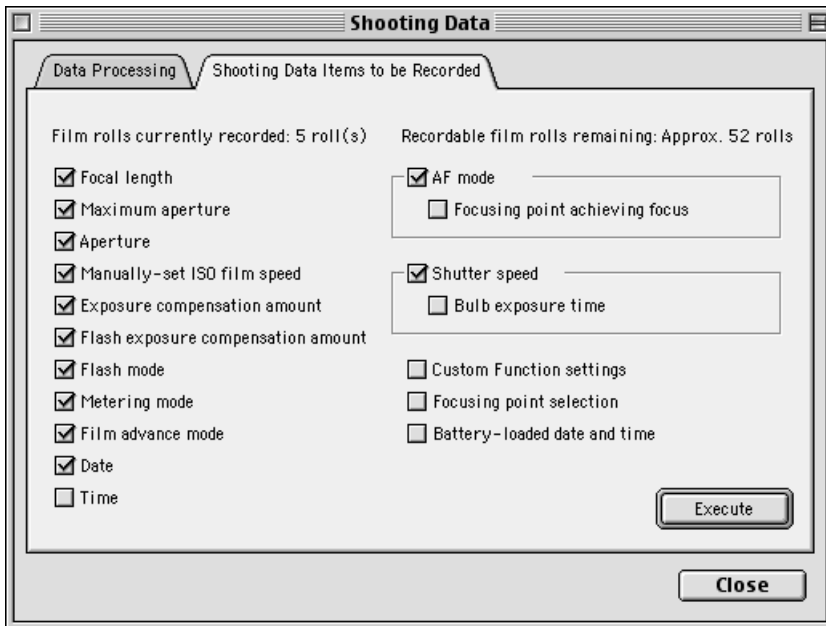 Shooting Data
Data Processing
Shooting Data Items to be Recorded
Film rolls currently recorded: 5 roll(s)
Recordable film rolls remaining: Approx. 52 rolls
Focal length
Maximum aperture
Aperture
Manually-set ISO film speed
Exposure compensation amount
Flash exposure compensation amount
Flash mode
Metering mode
Film advance mode
Date
Time
AF mode
Focusing point achieving focus
Shutter speed
Bulb exposure time
Custom Function settings
Focusing point selection
Battery-loaded date and time
Execute
Close